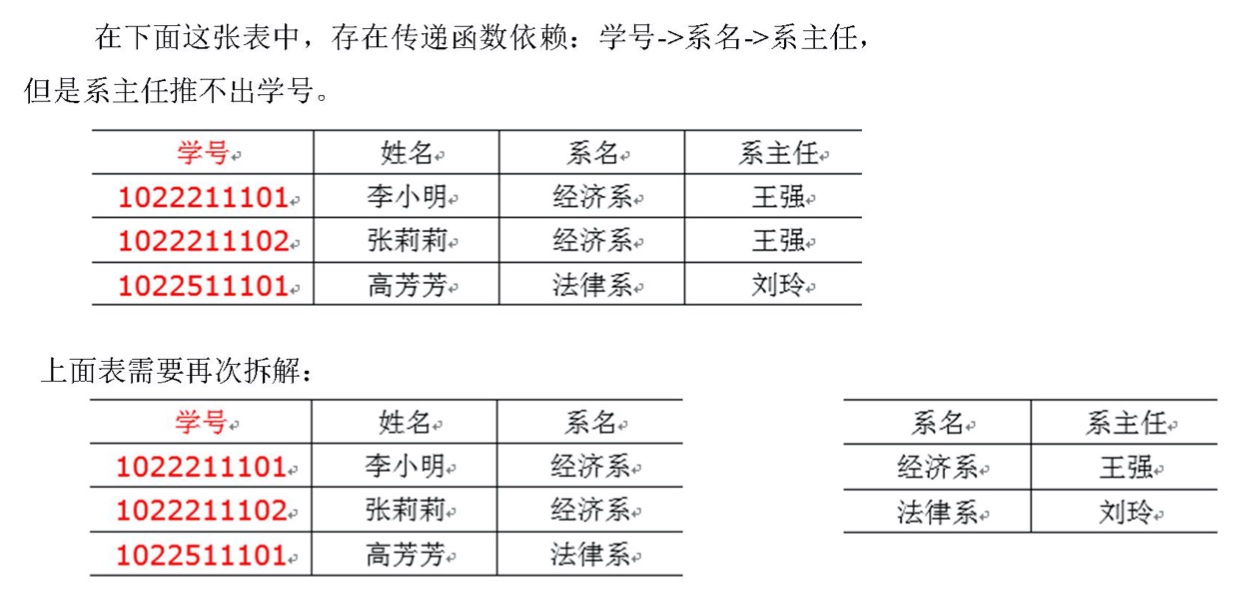 在下面这张表中，存在传递函数依赖：学号->系名->系主任，
但是系主任推不出学号。
学号 姓名 系名 系主任
1022211101 李小明 经济系 王强
1022211102 张莉莉 经济系 王强
1022511101 高芳芳 法律系 刘玲
上面表需要再次拆解：
学号 姓名 系名 系名 系主任
1022211101 李小明 经济系 经济系 王强
1022211102 张莉莉 经济系 法律系 刘玲
1022511101 高芳芳 法律系